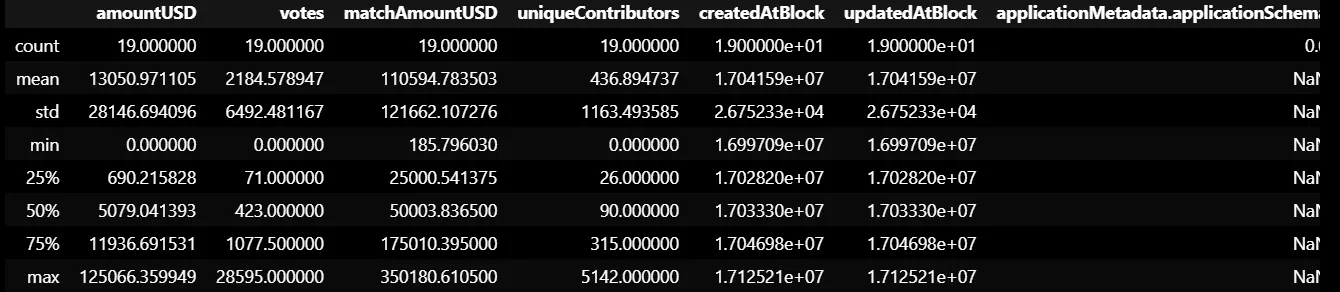 amountUSD votes matchAmountUSD uniqueContributors createdAtBlock updatedAtBlock applicationMetadata.applicationSchema
count 19.000000 19.000000 19.000000 19.000000 1.900000e+01 1.900000e+01 0.
mean 13050.971105 2184.578947 110594.783503 436.894737 1.704159e+07 1.704159e+07 NaN
std 28146.694096 6492.481167 121662.107276 1163.493585 2.675233e+04 2.675233e+04 NaN
min 0.000000 0.000000 185.796030 0.000000 1.699709e+07 1.699709e+07 NaN
25% 690.215828 71.000000 25000.541375 26.000000 1.702820e+07 1.702820e+07 NaN
50% 5079.041393 423.000000 50003.836500 90.000000 1.703330e+07 1.703330e+07 NaN
75% 11936.691531 1077.500000 175010.395000 315.000000 1.704698e+07 1.704698e+07 NaN
max 125066.359949 28595.000000 350180.610500 5142.000000 1.712521e+07 1.712521e+07 NaN